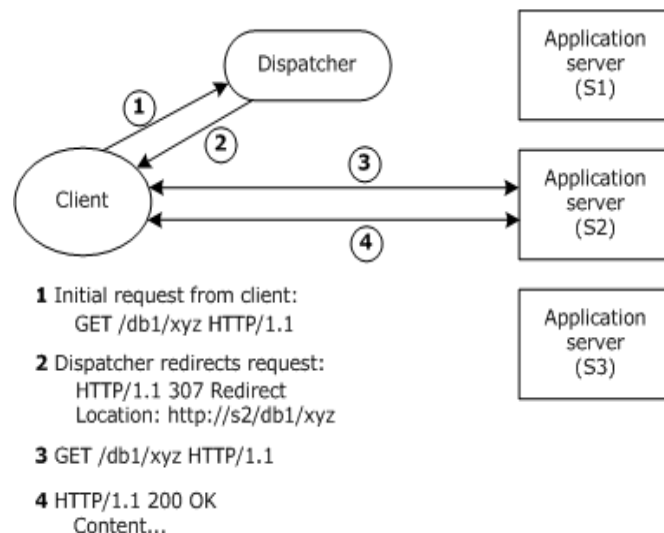 Dispatcher
Application
server
(S1)
1
2
Client
3
4
Application
server
(S2)
1 Initial request from client:
GET /db1/xyz HTTP/1.1
2 Dispatcher redirects request:
HTTP/1.1 307 Redirect
Location: http://s2/db1/xyz
3 GET /db1/xyz HTTP/1.1
4 HTTP/1.1 200 OK
Content...
Application
server
(S3)